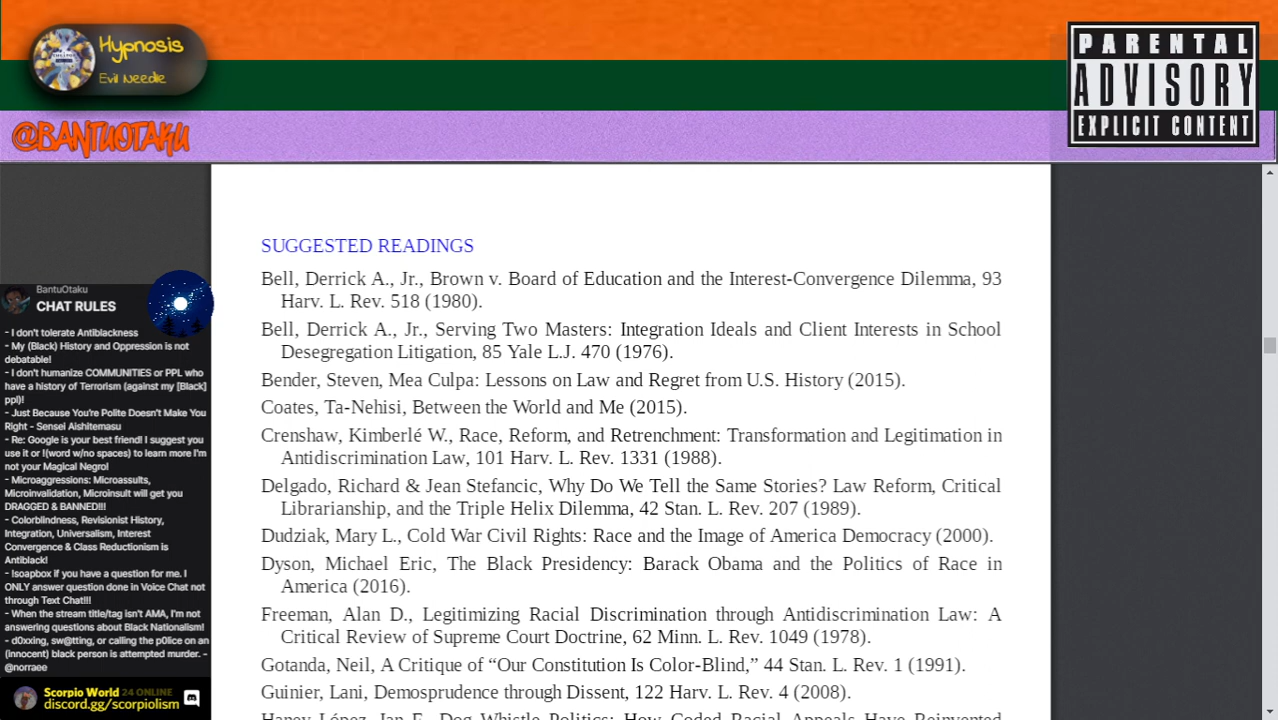 Hypnosis
Evil Needle
PARENTAL
ADVISORY
EXPLICIT CONTENT
@BANTUOTAKU
SUGGESTED READINGS
Bell, Derrick A., Jr., Brown v. Board of Education and the Interest-Convergence Dilemma, 93
Harv. L. Rev. 518 (1980).
Bell, Derrick A., Jr., Serving Two Masters: Integration Ideals and Client Interests in School
Desegregation Litigation, 85 Yale L.J. 470 (1976).
Bender, Steven, Mea Culpa: Lessons on Law and Regret from U.S. History (2015).
Coates, Ta-Nehisi, Between the World and Me (2015).
Crenshaw, Kimberlé W., Race, Reform, and Retrenchment: Transformation and Legitimation in
Antidiscrimination Law, 101 Harv. L. Rev. 1331 (1988).
Delgado, Richard & Jean Stefancic, Why Do We Tell the Same Stories? Law Reform, Critical
Librarianship, and the Triple Helix Dilemma, 42 Stan. L. Rev. 207 (1989).
Dudziak, Mary L., Cold War Civil Rights: Race and the Image of America Democracy (2000).
Dyson, Michael Eric, The Black Presidency: Barack Obama and the Politics of Race in
America (2016).
Freeman, Alan D., Legitimizing Racial Discrimination through Antidiscrimination Law: A
Critical Review of Supreme Court Doctrine, 62 Minn. L. Rev. 1049 (1978).
Gotanda, Neil, A Critique of “Our Constitution Is Color-Blind,” 44 Stan. L. Rev. 1 (1991).
Guinier, Lani, Demosprudence through Dissent, 122 Harv. L. Rev. 4 (2008).
Haney López, Ian F., Dog Whistle Politics: How Coded Racial Appeals Have Reinvented
BantuOtaku
CHAT RULES
- I don't tolerate Antiblackness
- My (Black) History and Oppression is not
debatable!
- I don't humanize COMMUNITIES or PPL who
have a history of Terrorism (against my [Black]
ppl)!
- Just Because You're Polite Doesn't Make You
Right - Sensei Aishitemasu
- Re: Google is your best friend! I suggest you
use it or !(word w/no spaces) to learn more I'm
not your Magical Negro!
- Microaggressions: Microassults,
Microinvalidation, Microinsult will get you
DRAGGED & BANNED!!!
- Colorblindness, Revisionist History,
Integration, Universalism, Interest
Convergence & Class Reductionism is
Antiblack!
- !soapbox if you have a question for me. I
ONLY answer question done in Voice Chat not
through Text Chat!!!
- When the stream title/tag isn't AMA, I'm not
answering questions about Black Nationalism!
- d0xxing, sw@tting, or calling the p0lice on an
(innocent) black person is attempted murder. -
@norraee
Scorpio World 24 ONLINE
discord.gg/scorpiolism